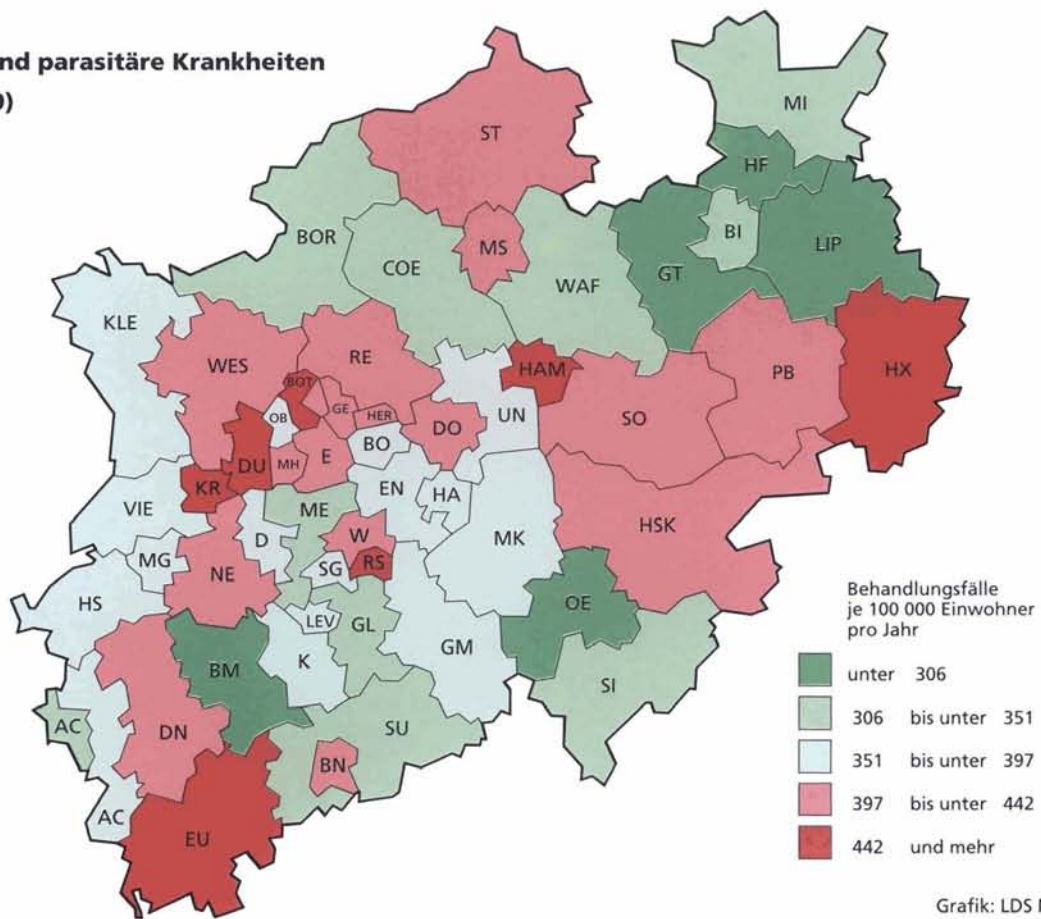 nd parasitäre Krankheiten
)
MI
ST
HF
BI
LIP
BOR
MS
COE
GT
WAF
KLE
WES
RE
HAM
PB
HX
BOT
GE
HER
OB
UN
SO
BO
DO
DU
MH
E
KR
EN
HA
VIE
ME
MK
HSK
D
W
MG
NE
SG
RS
HS
OE
LEV
GL
K
GM
BM
SI
AC
DN
SU
BN
AC
EU
Behandlungsfälle
je 100 000 Einwohner
pro Jahr
unter 306
306 bis unter 351
351 bis unter 397
397 bis unter 442
442 und mehr
Grafik: LDS